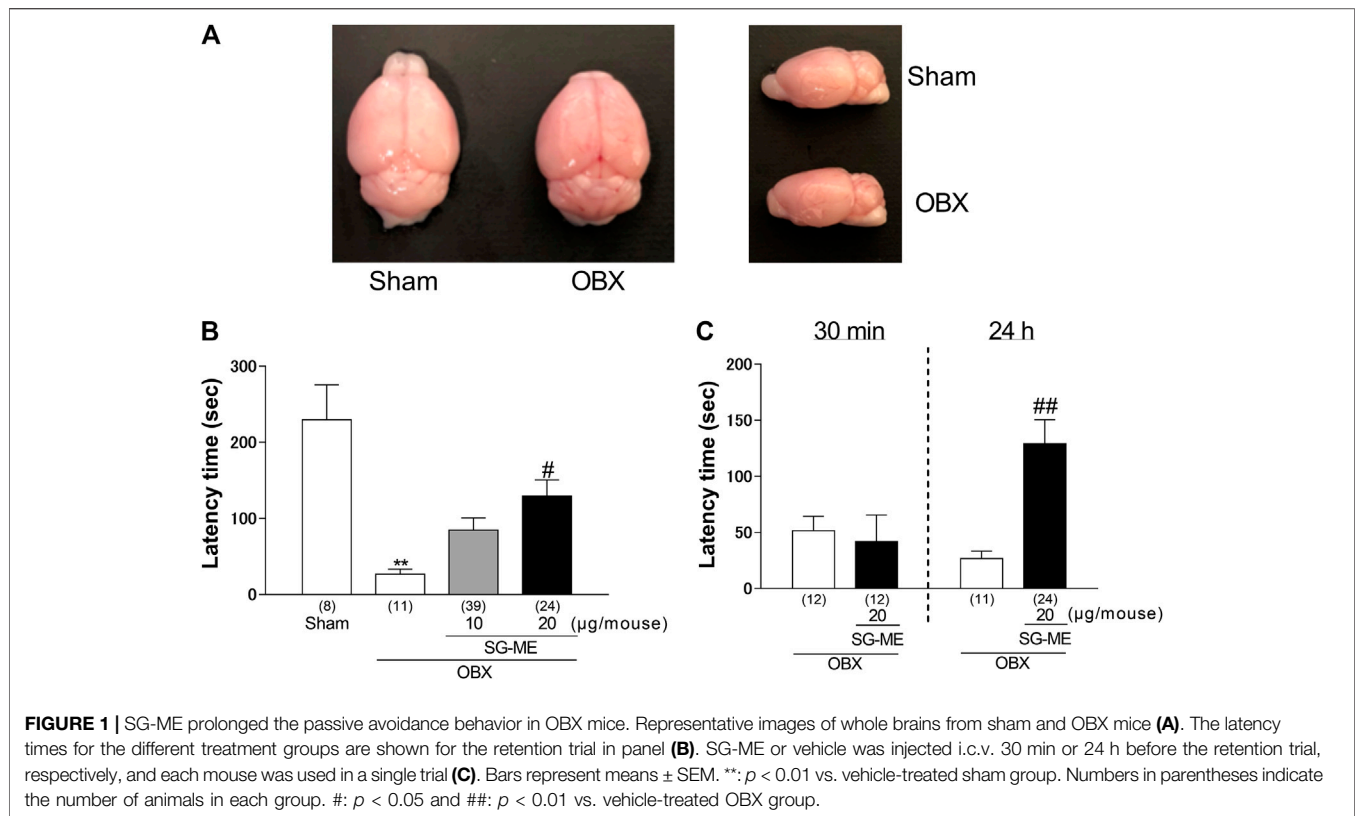 A
Sham
OBX
Sham
OBX
B
Latency time (sec)
300
200
100
0
**
#
(8)
(11)
(39)
(24)
Sham
10
20
(µg/mouse)
SG-ME
OBX
C
30 min
24 h
Latency time (sec)
200
150
100
50
0
##
(12)
(12)
(11)
(24)
20
20
(µg/mouse)
SG-ME
SG-ME
OBX
OBX
FIGURE 1 | SG-ME prolonged the passive avoidance behavior in OBX mice. Representative images of whole brains from sham and OBX mice (A). The latency
times for the different treatment groups are shown for the retention trial in panel (B). SG-ME or vehicle was injected i.c.v. 30 min or 24 h before the retention trial,
respectively, and each mouse was used in a single trial (C). Bars represent means ± SEM. **: p < 0.01 vs. vehicle-treated sham group. Numbers in parentheses indicate
the number of animals in each group. #: p < 0.05 and ##: p < 0.01 vs. vehicle-treated OBX group.